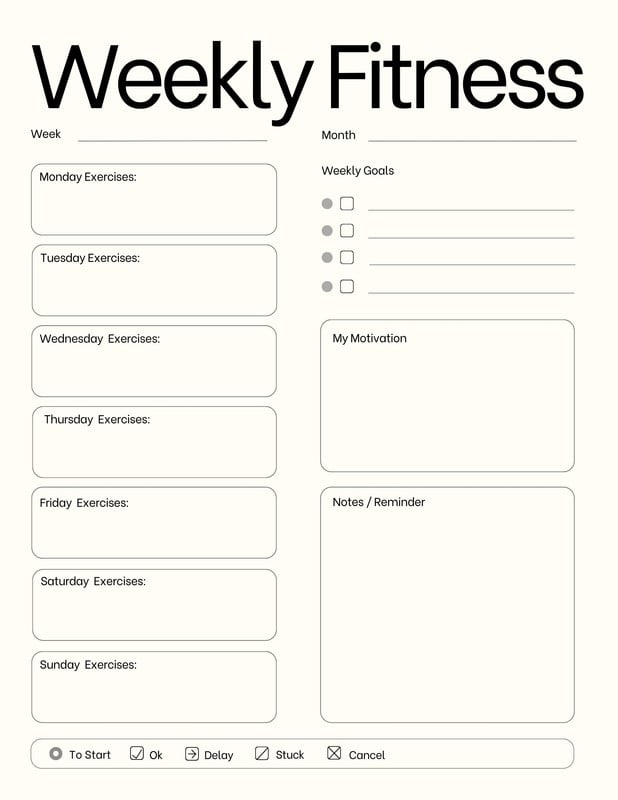 Weekly Fitness
Week
Month
Monday Exercises:
Tuesday Exercises:
Wednesday Exercises:
Thursday Exercises:
Friday Exercises:
Saturday Exercises:
Sunday Exercises:
Weekly Goals
My Motivation
Notes / Reminder
To Start Ok Delay Stuck Cancel